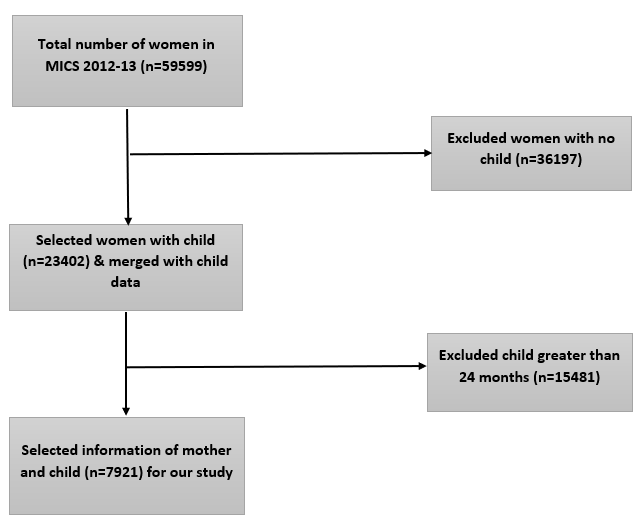 Total number of women in
MICS 2012-13 (n=59599)
Excluded women with no
child (n=36197)
Selected women with child
(n=23402) & merged with child
data
Excluded child greater than
24 months (n=15481)
Selected information of mother
and child (n=7921) for our study